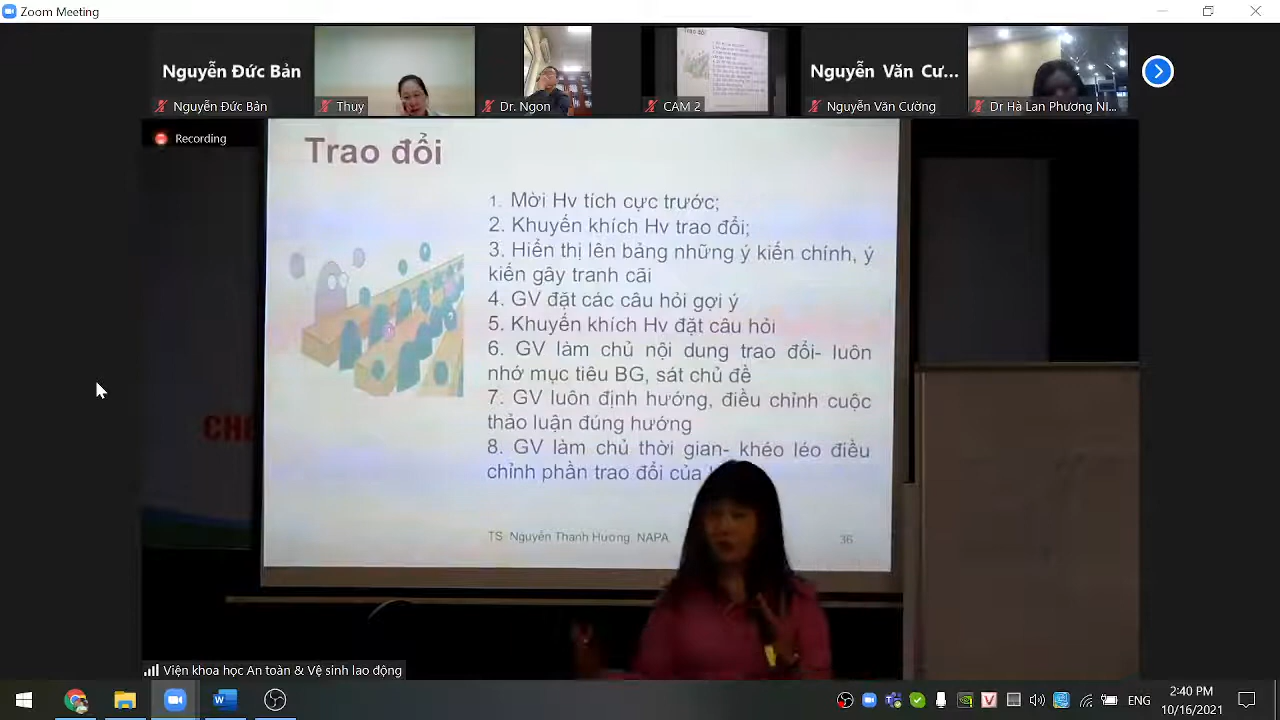 Zoom Meeting
Nguyễn Đức Bản
Nguyễn Văn Cư...
Nguyễn Đức Bản
Thuy
Dr. Ngon
CAM 2
Nguyễn Văn Cường
Dr Hà Lan Phương NI...
Recording
Trao đổi
1. Mời Hv tích cực trước;
2. Khuyến khích Hv trao đổi;
3. Hiển thị lên bảng những ý kiến chính, ý
kiến gây tranh cãi
4. GV đặt các câu hỏi gợi ý
5. Khuyến khích Hv đặt câu hỏi
6. GV làm chủ nội dung trao đổi- luôn
nhớ mục tiêu BG, sát chủ đề
7. GV luôn định hướng, điều chỉnh cuộc
thảo luận đúng hướng
8. GV làm chủ thời gian- khéo léo điều
chỉnh phần trao đổi của
TS Nguyễn Thanh Hương NAPA
36
Viện khoa học An toàn & Vệ sinh lao động
ENG
2:40 PM
10/16/2021